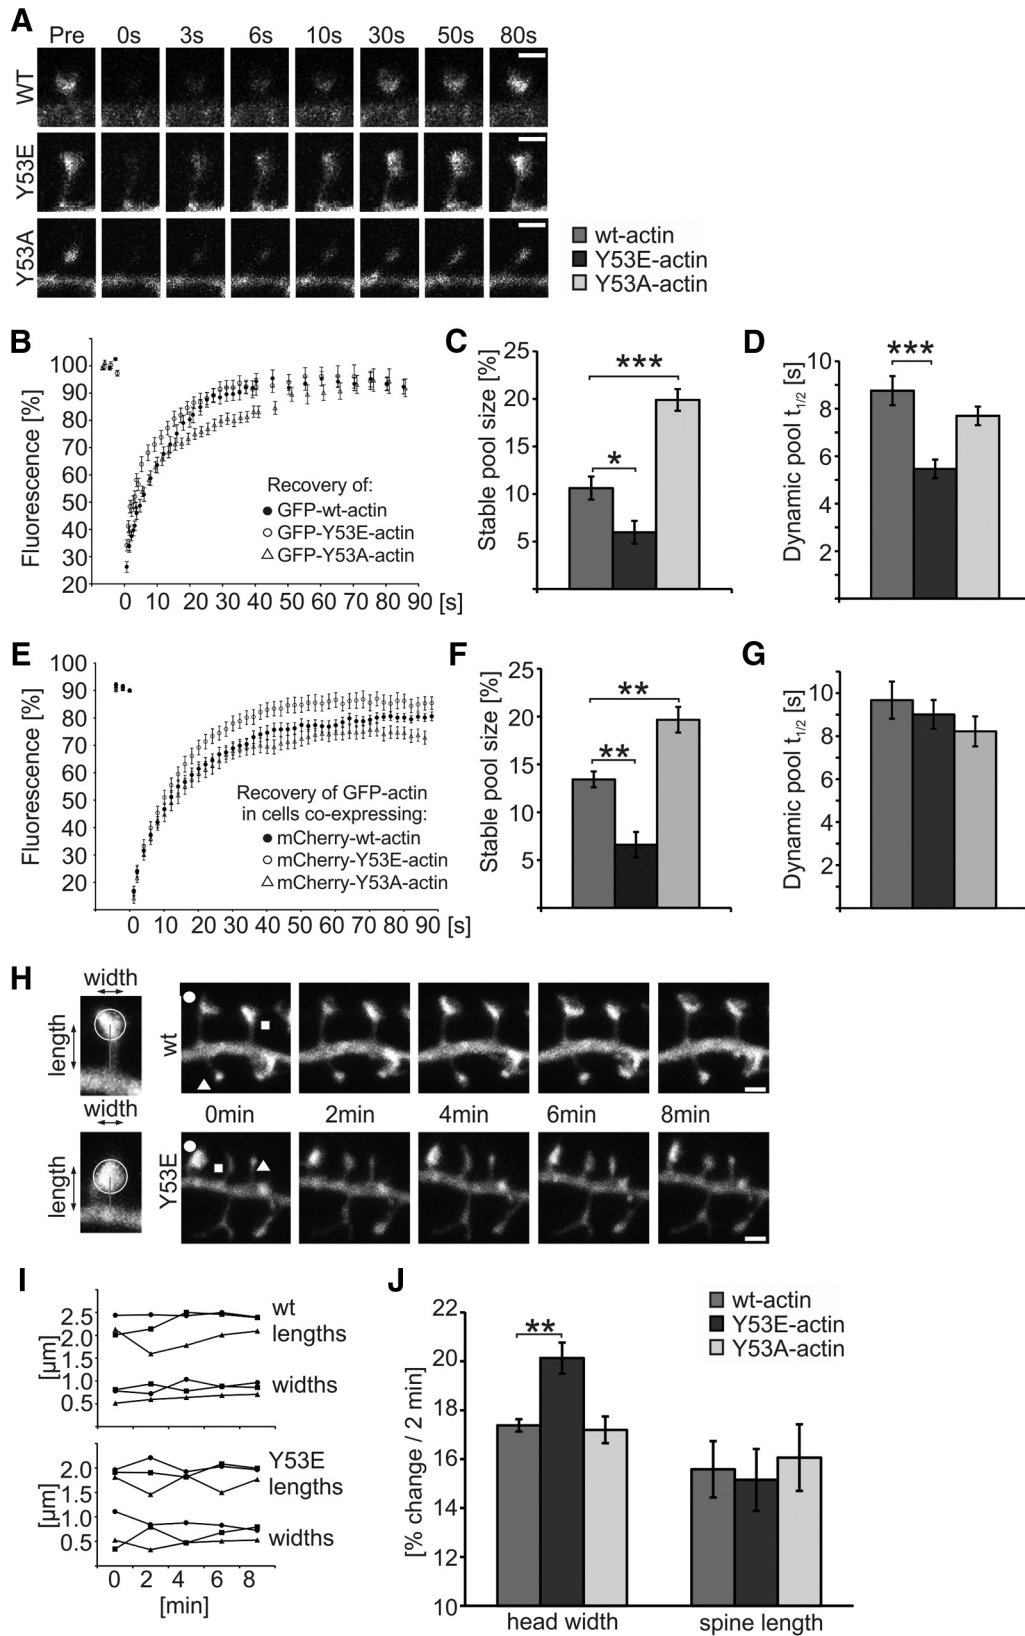 A
Pre 0s 3s 6s 10s 30s 50s 80s
WT
Y53E
Y53A
wt-actin
Y53E-actin
Y53A-actin
B
Fluorescence [%]
100
90
80
70
60
50
40
30
20
0 10 20 30 40 50 60 70 80 90 [s]
Recovery of:
GFP-wt-actin
GFP-Y53E-actin
GFP-Y53A-actin
C
Stable pool size [%]
25
20
15
10
5
***
*
D
Dynamic pool t1/2 [s]
10
8
6
4
2
***
E
Fluorescence [%]
100
90
80
70
60
50
40
30
20
0 10 20 30 40 50 60 70 80 90 [s]
Recovery of GFP-actin
in cells co-expressing:
mCherry-wt-actin
mCherry-Y53E-actin
mCherry-Y53A-actin
F
Stable pool size [%]
25
20
15
10
5
**
**
G
Dynamic pool t1/2 [s]
10
8
6
4
2
H
width
length
width
length
wt
0min 2min 4min 6min 8min
Y53E
I
[µm]
2.5
2.0
1.5
1.0
0.5
wt
lengths
widths
[µm]
2.0
1.5
0.5
Y53E
lengths
widths
0 2 4 6 8
[min]
J
[% change / 2 min]
22
20
18
16
14
12
10
**
wt-actin
Y53E-actin
Y53A-actin
head width spine length